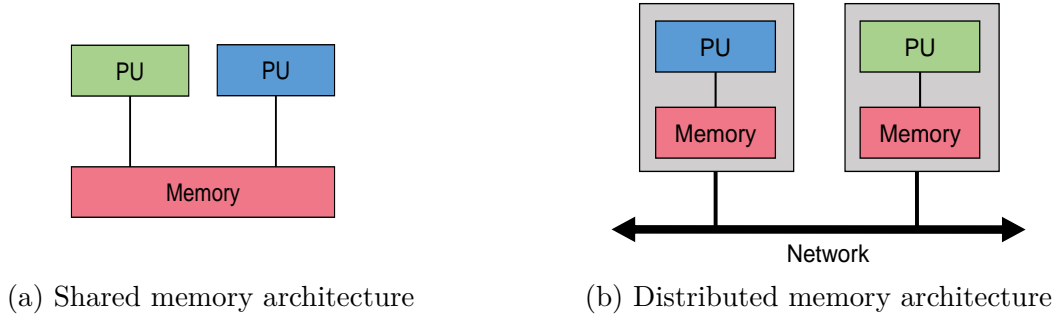 PU PU
Memory
(a) Shared memory architecture
PU PU
Memory Memory
Network
(b) Distributed memory architecture